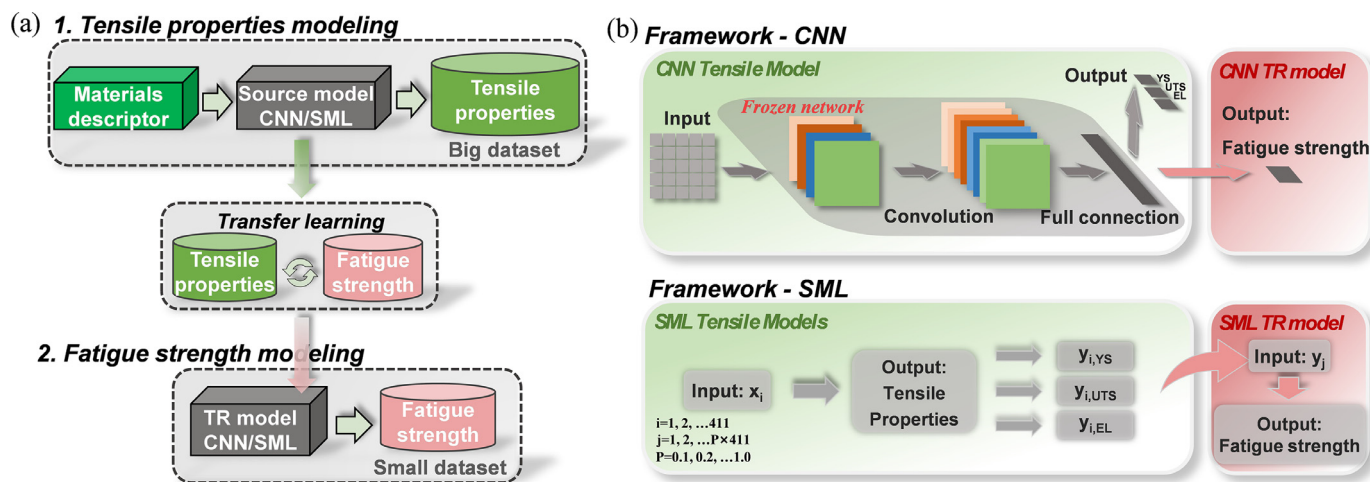 (a)
1. Tensile properties modeling
Materials
descriptor
Source model
CNN/SML
Tensile
properties
Big dataset
Transfer learning
Tensile
properties
Fatigue
strength
2. Fatigue strength modeling
TR model
CNN/SML
Fatigue
strength
Small dataset
(b)
Framework - CNN
CNN Tensile Model
Input
Frozen network
Convolution
Full connection
Output
YS
UTS
EL
CNN TR model
Output:
Fatigue strength
Framework - SML
SML Tensile Models
Input: xi
i=1, 2, …411
j=1, 2, …P×411
P=0.1, 0.2, …1.0
Output:
Tensile
Properties
yi,YS
yi,UTS
yi,EL
SML TR model
Input: yj
Output:
Fatigue strength